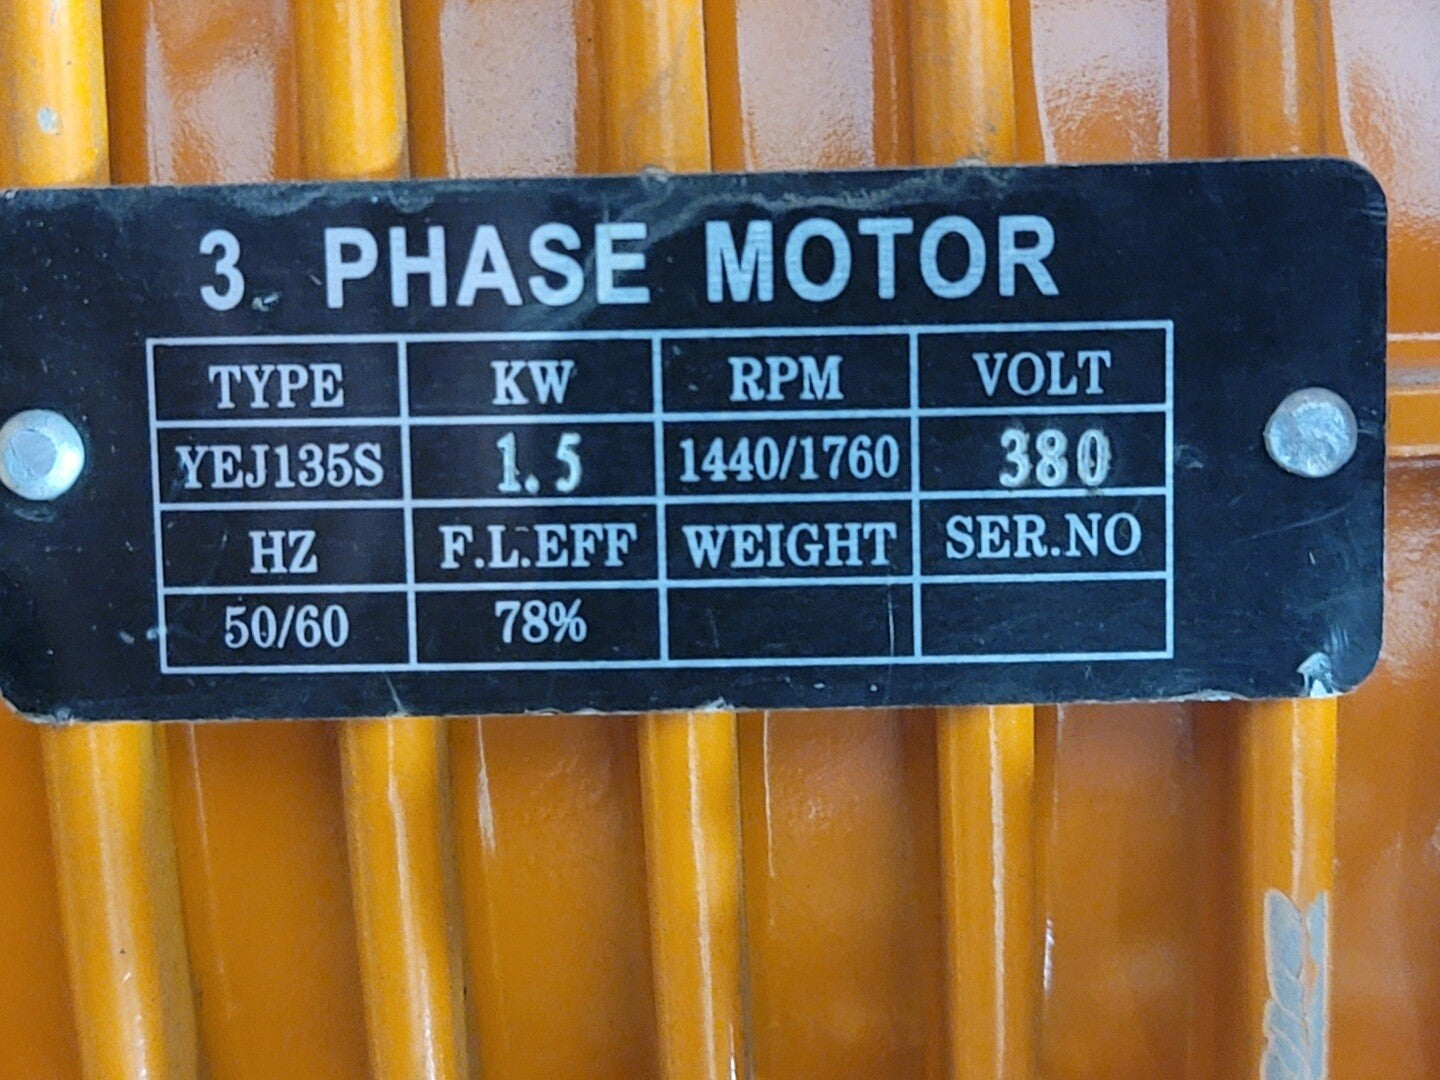 3 PHASE MOTOR
TYPE KW RPM VOLT
YEJ135S 1.5 1440/1760 380
HZ F.L.EFF WEIGHT SER.NO
50/60 78%